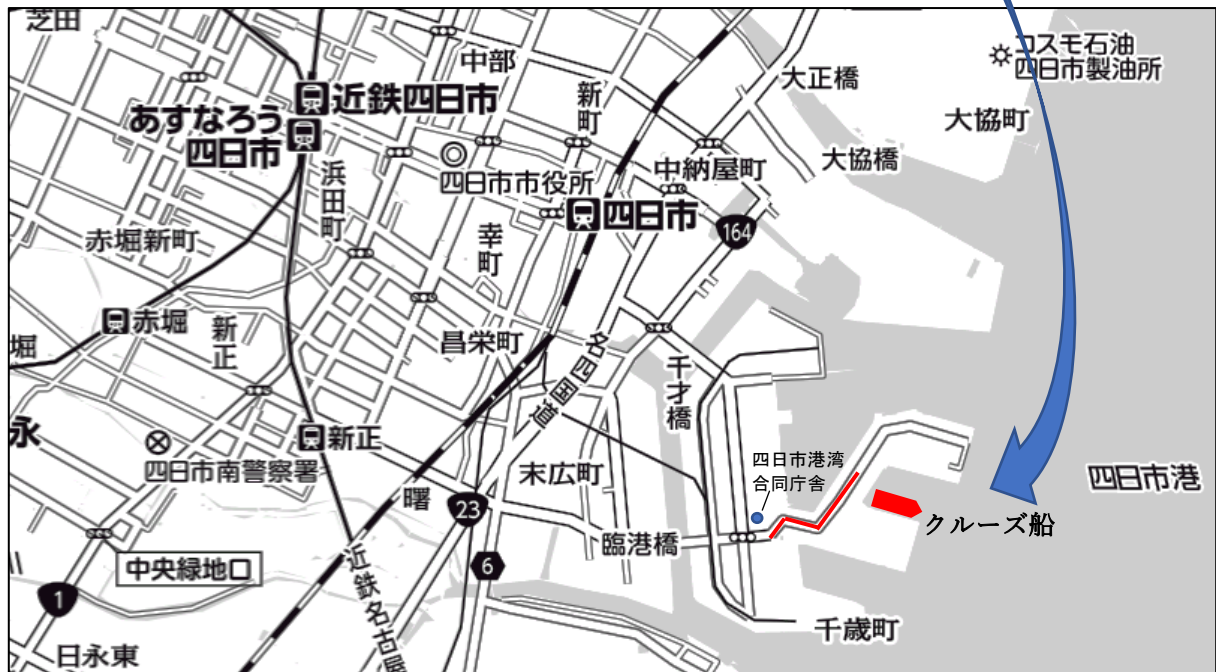 芝田
中部
コスモ石油
四日市製油所
大正橋
近鉄四日市
新町
あすなろう
四日市
大協町
大協橋
中納屋町
四日市市役所
浜田町
四日市
164
赤堀新町
幸町
赤堀
新正
堀
昌栄町
名四国道
千才橋
永
新正
四日市南警察署
四日市港湾
合同庁舎
末広町
四日市港
曙
23
クルーズ船
臨港橋
中央緑地口
6
近鉄名古屋
1
千歳町
日永東